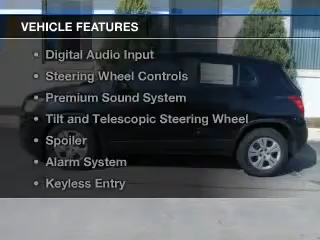 VEHICLE FEATURES
• Digital Audio Input
• Steering Wheel Controls
• Premium Sound System
• Tilt and Telescopic Steering Wheel
• Spoiler
• Alarm System
• Keyless Entry